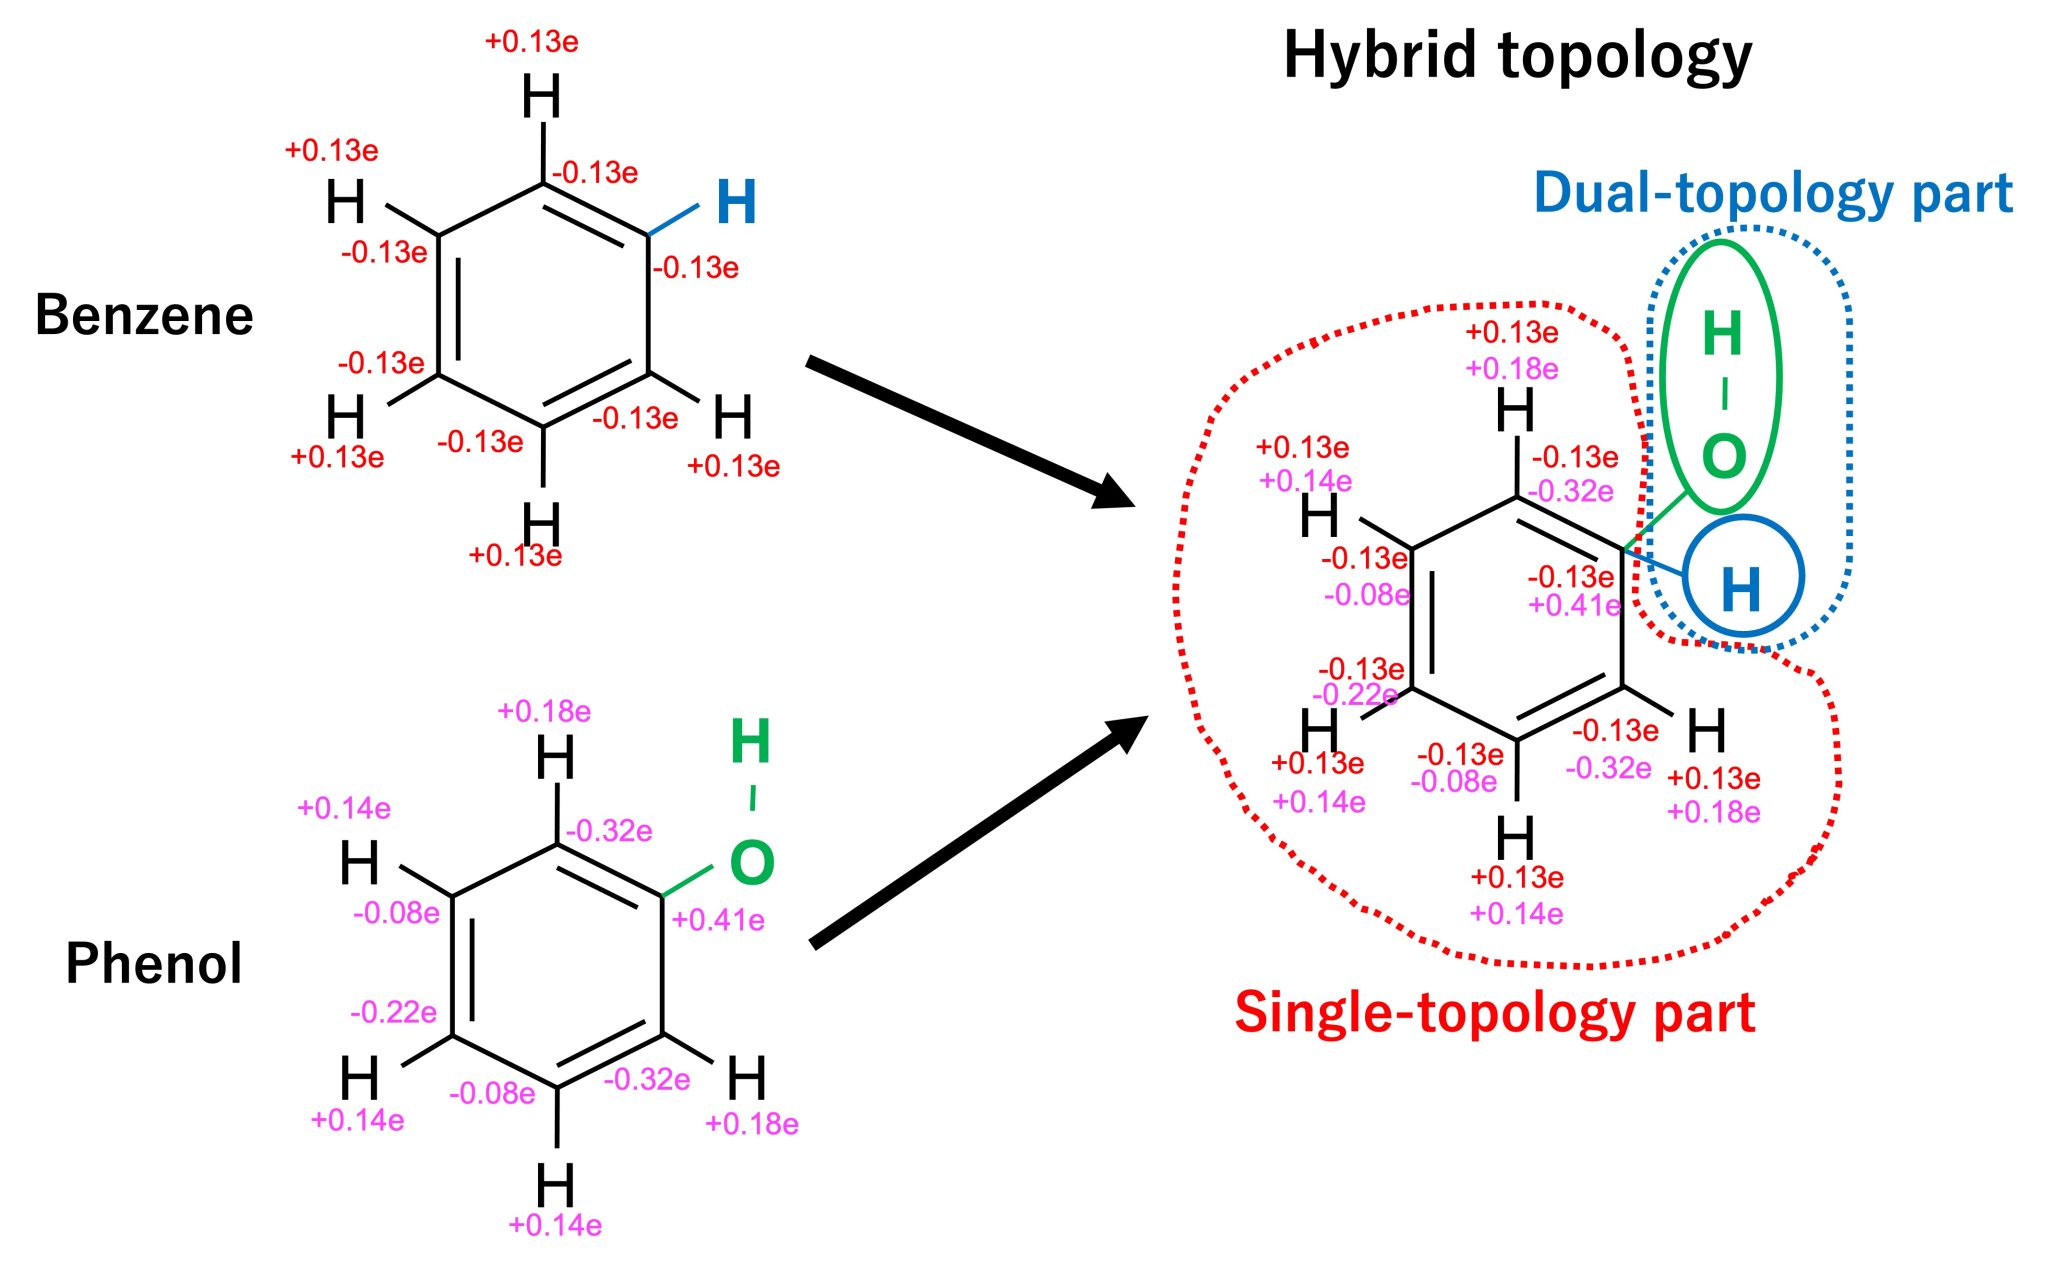 +0.13e
H
+0.13e
-0.13e
H
H
-0.13e
-0.13e
Benzene
-0.13e
H
H
-0.13e
-0.13e
+0.13e
+0.13e
H
+0.13e
+0.18e
H
H
+0.14e
-0.32e
H
O
-0.08e
+0.41e
Phenol
-0.22e
H
H
-0.08e
-0.32e
+0.14e
+0.18e
H
+0.14e
Hybrid topology
Dual-topology part
+0.13e
+0.18e
H
H
+0.13e
+0.14e
-0.13e
-0.32e
O
H
-0.13e
-0.08e
-0.13e
+0.41e
H
-0.13e
-0.22e
H
+0.13e
+0.14e
-0.13e
-0.08e
-0.13e
-0.32e
H
+0.13e
+0.18e
H
+0.13e
+0.14e
Single-topology part